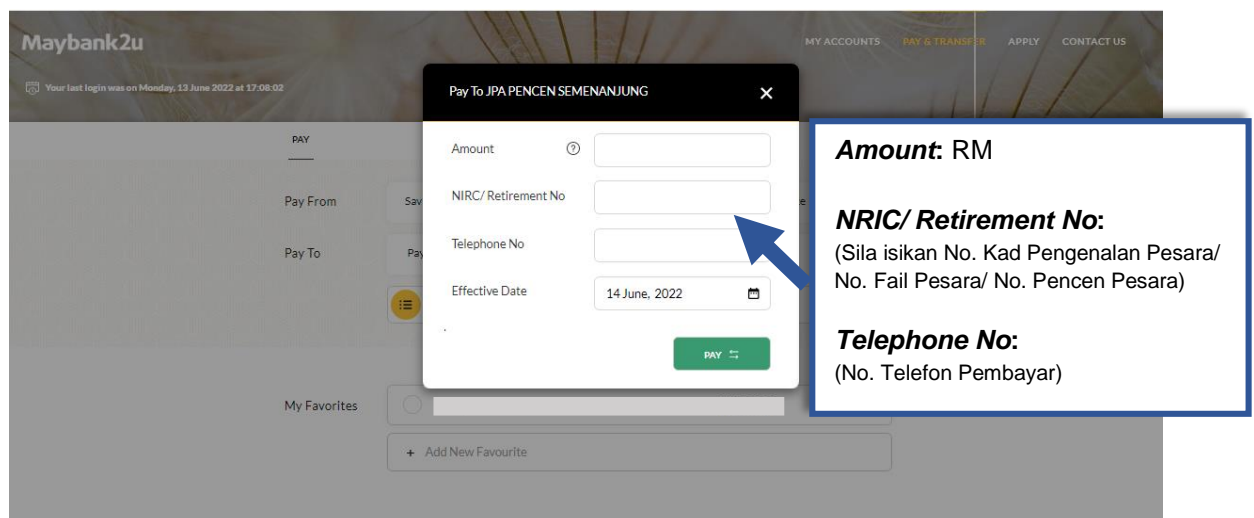 Maybank2u
MY ACCOUNTS PAY & TRANSFER APPLY CONTACT US
Your last login was on Monday, 13 June 2022 at 17:08:02
Pay To JPA PENCEN SEMENANJUNG
PAY
Amount
NIRC/ Retirement No
Telephone No
Effective Date 14 June, 2022
PAY
Pay From Sav
Pay To Pay
My Favorites
+ Add New Favourite
Amount: RM
NRIC/ Retirement No:
(Sila isikan No. Kad Pengenalan Pesara/
No. Fail Pesara/ No. Pencen Pesara)
Telephone No:
(No. Telefon Pembayar)